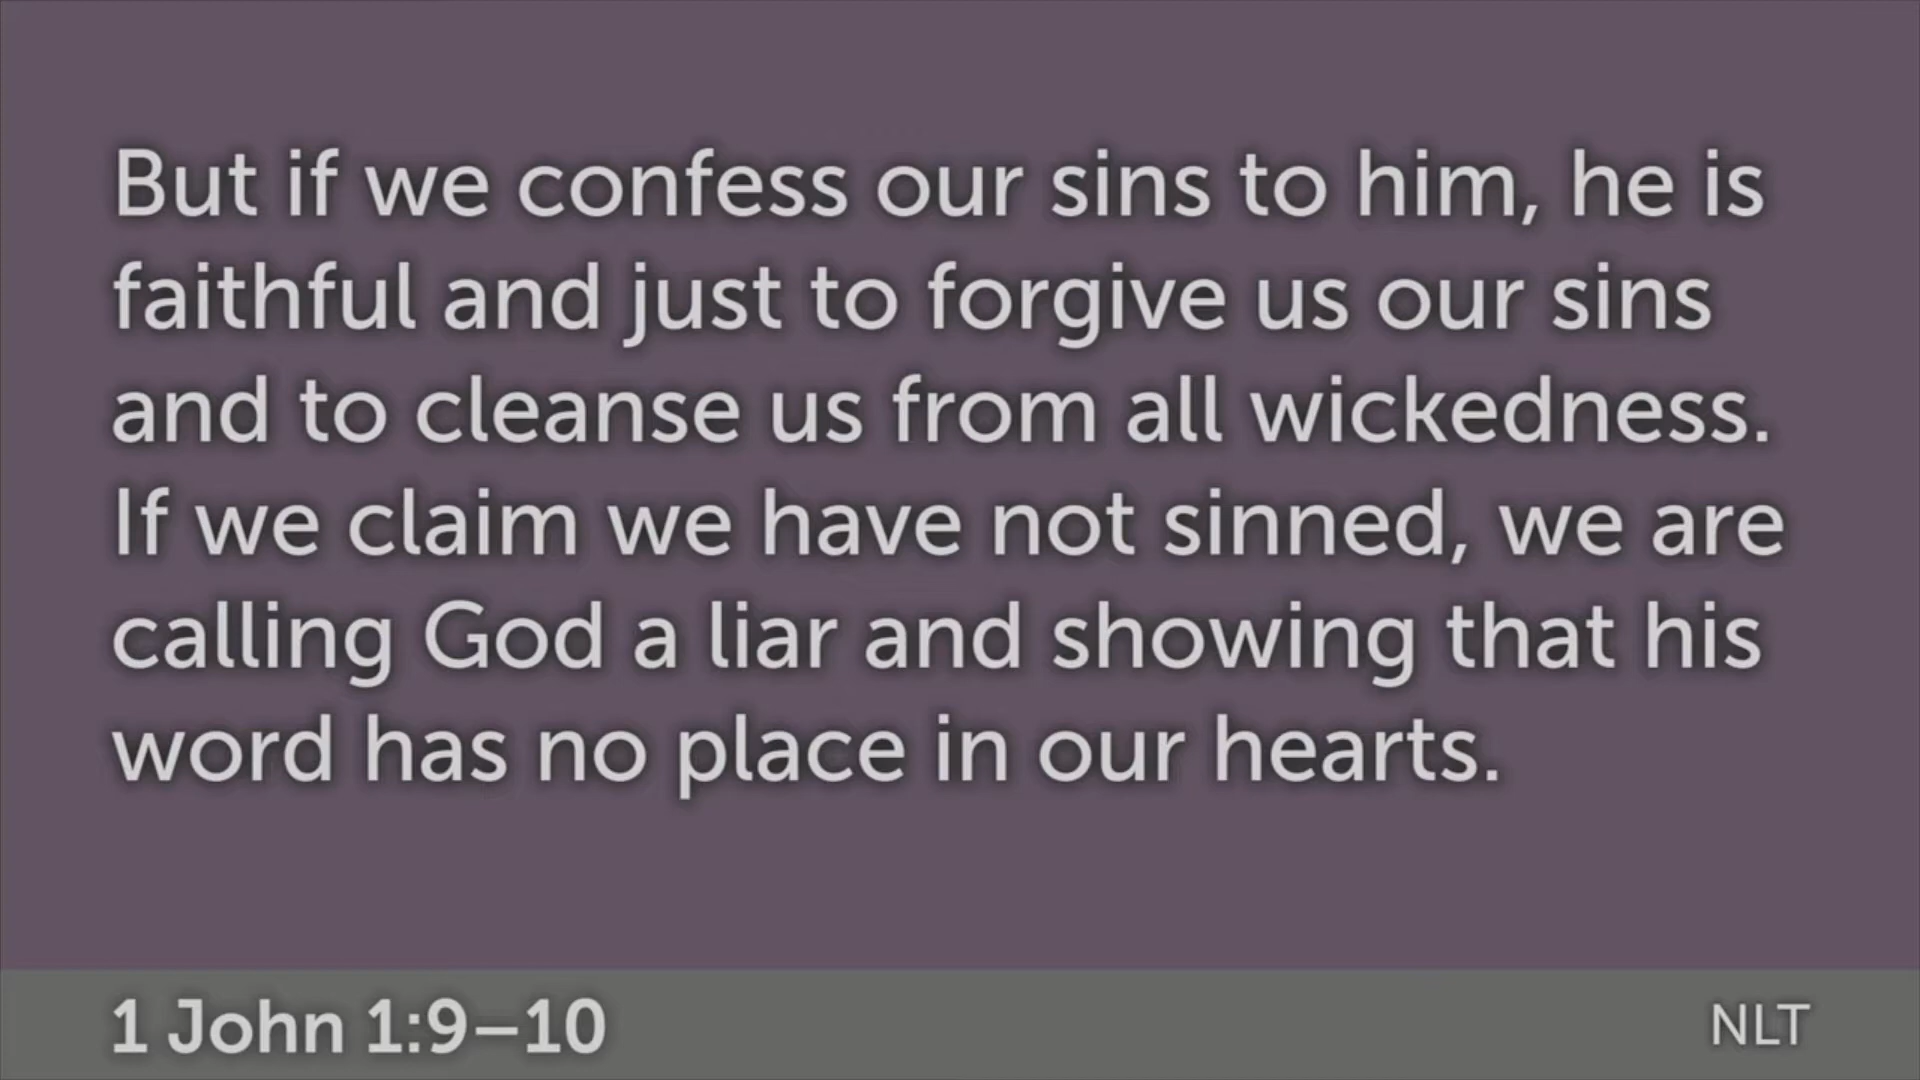 But if we confess our sins to him, he is
faithful and just to forgive us our sins
and to cleanse us from all wickedness.
If we claim we have not sinned, we are
calling God a liar and showing that his
word has no place in our hearts.
1 John 1:9–10
NLT